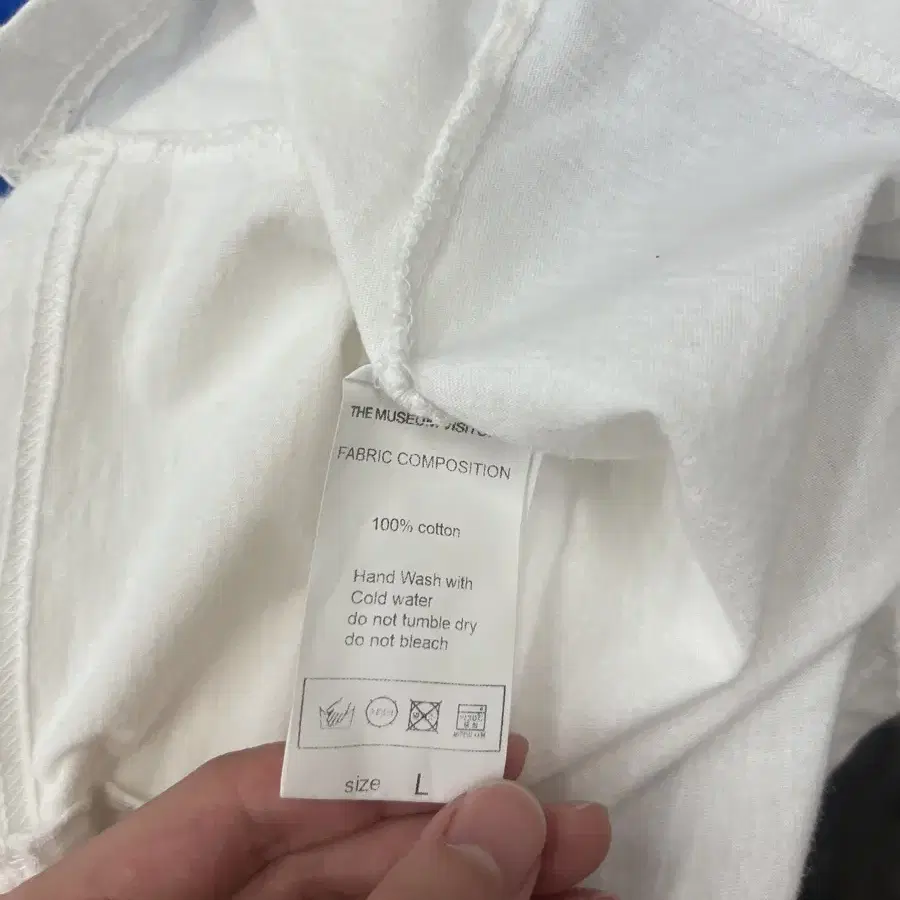 THE MUSEUM VISITOR
FABRIC COMPOSITION
100% cotton
Hand Wash with
Cold water
do not tumble dry
do not bleach
size L